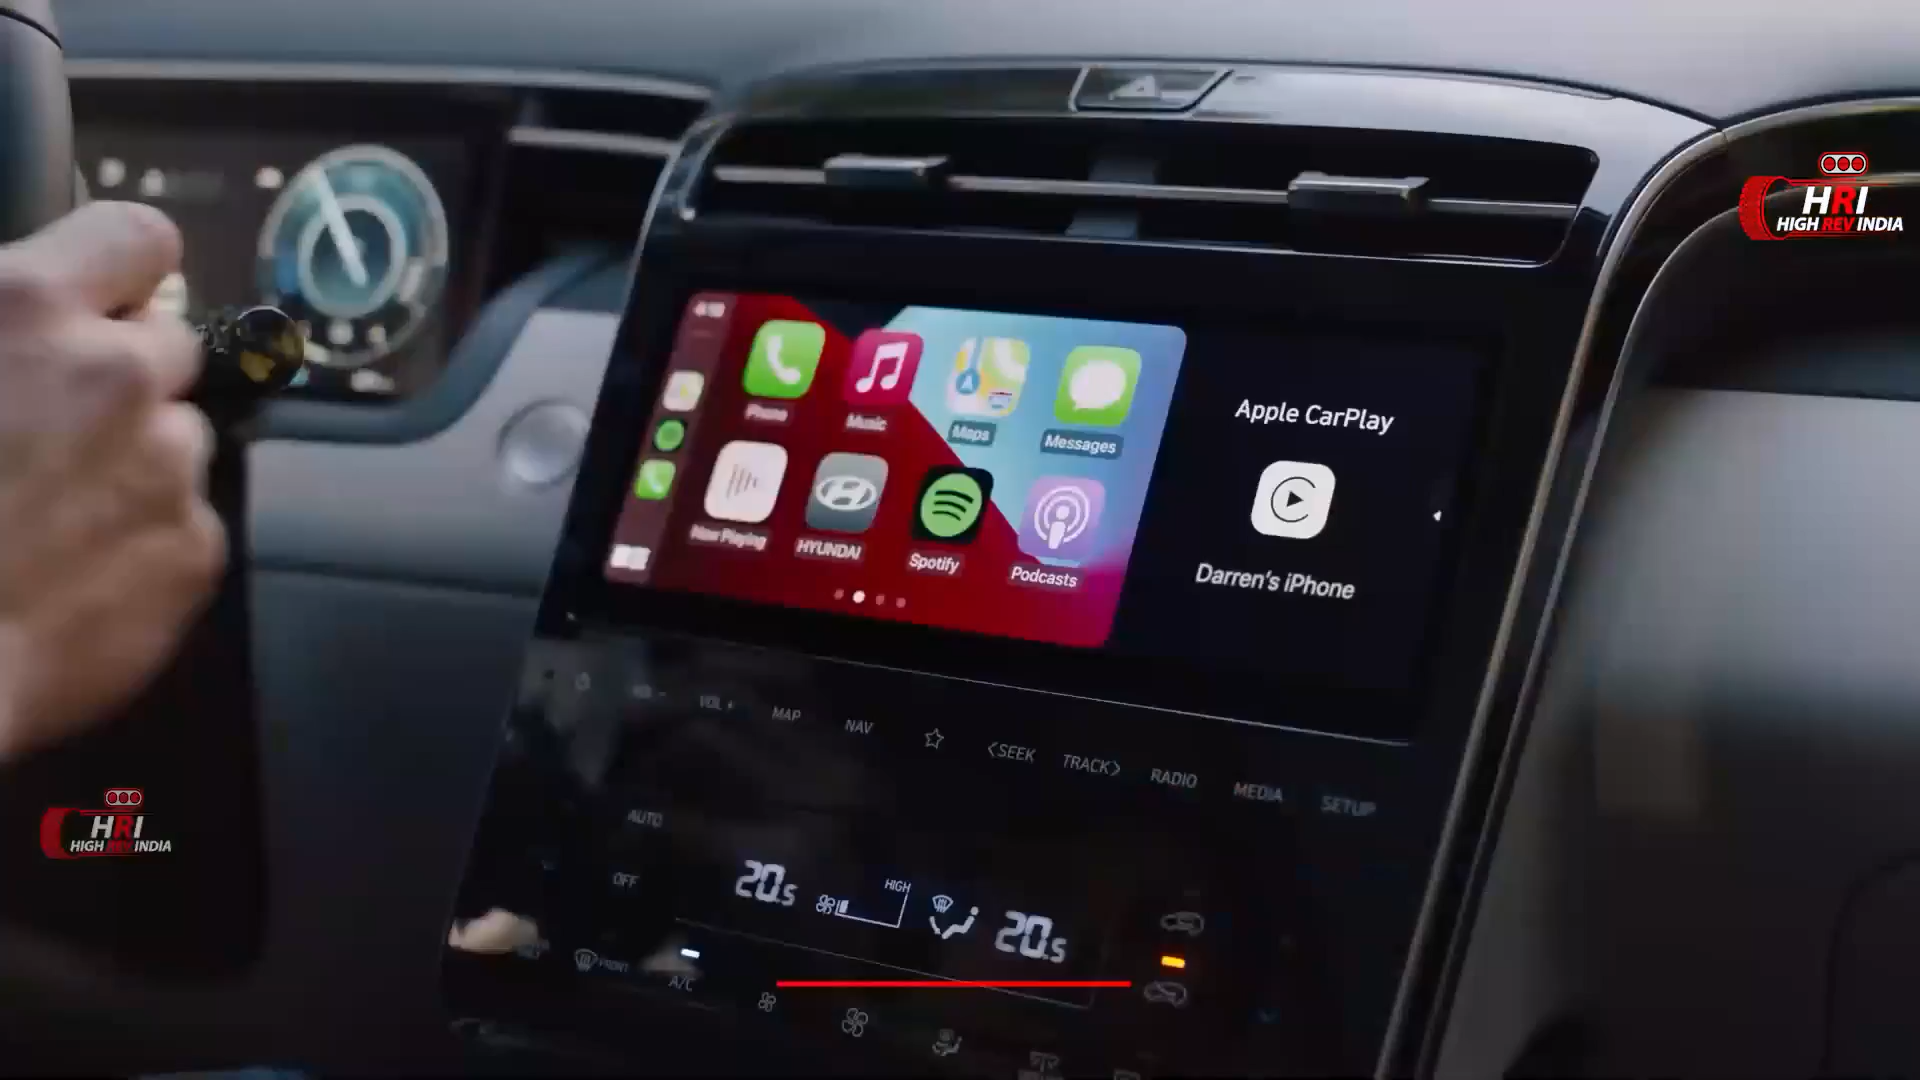 HRI
HIGH REV INDIA
Phone
Music
Maps
Messages
Now Playing
HYUNDAI
Spotify
Podcasts
Apple CarPlay
Darren's iPhone
VOL +
MAP
NAV
<SEEK
TRACK>
RADIO
MEDIA
SETUP
AUTO
OFF
20.5
HIGH
20.5
FRONT
A/C
HRI
HIGH REV INDIA